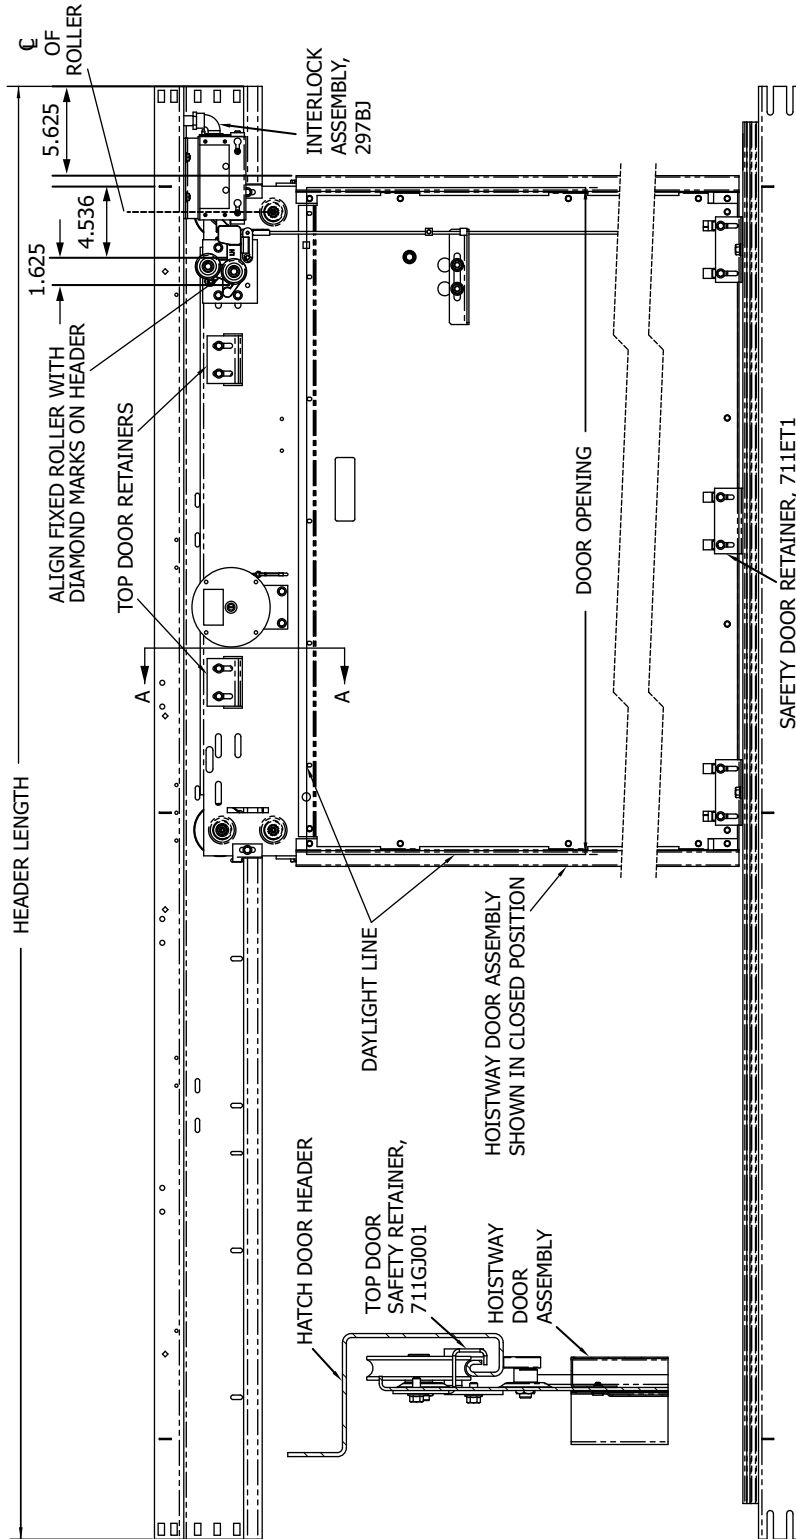 HEADER LENGTH
℄
OF
ROLLER
5.625
4.536
1.625
INTERLOCK
ASSEMBLY,
297BJ
ALIGN FIXED ROLLER WITH
DIAMOND MARKS ON HEADER
TOP DOOR RETAINERS
A
A
DAYLIGHT LINE
DOOR OPENING
HOISTWAY DOOR ASSEMBLY
SHOWN IN CLOSED POSITION
SAFETY DOOR RETAINER, 711ET1
HATCH DOOR HEADER
TOP DOOR
SAFETY RETAINER,
711GJ001
HOISTWAY
DOOR
ASSEMBLY